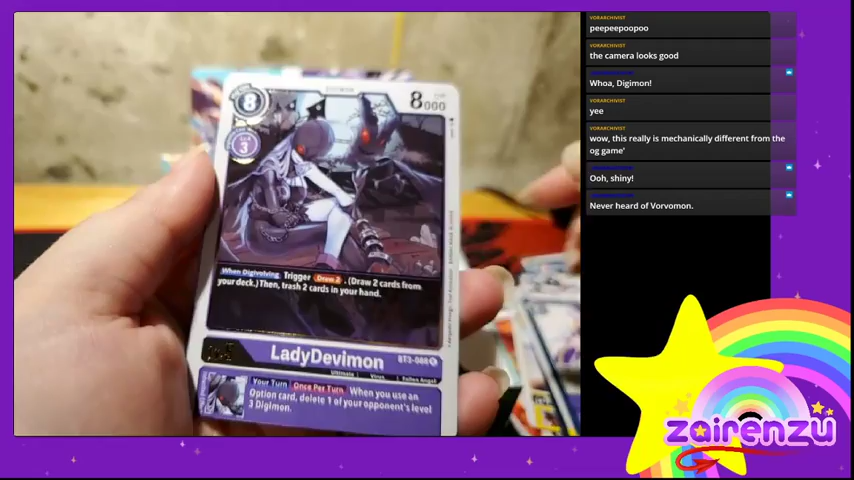 8
8000
3
When Digivolving Trigger Draw 2. (Draw 2 cards from
your deck.) Then, trash 2 cards in your hand.
LadyDevimon
BT3-088
Ultimate Virus Fallen Angel
Your Turn Once Per Turn When you use an
Option card, delete 1 of your opponent's level
3 Digimon.
VORARCHIVIST
peepeepoopoo
VORARCHIVIST
the camera looks good
Whoa, Digimon!
VORARCHIVIST
yee
VORARCHIVIST
wow, this really is mechanically different from the
og game'
Ooh, shiny!
Never heard of Vorvomon.
zairenzu